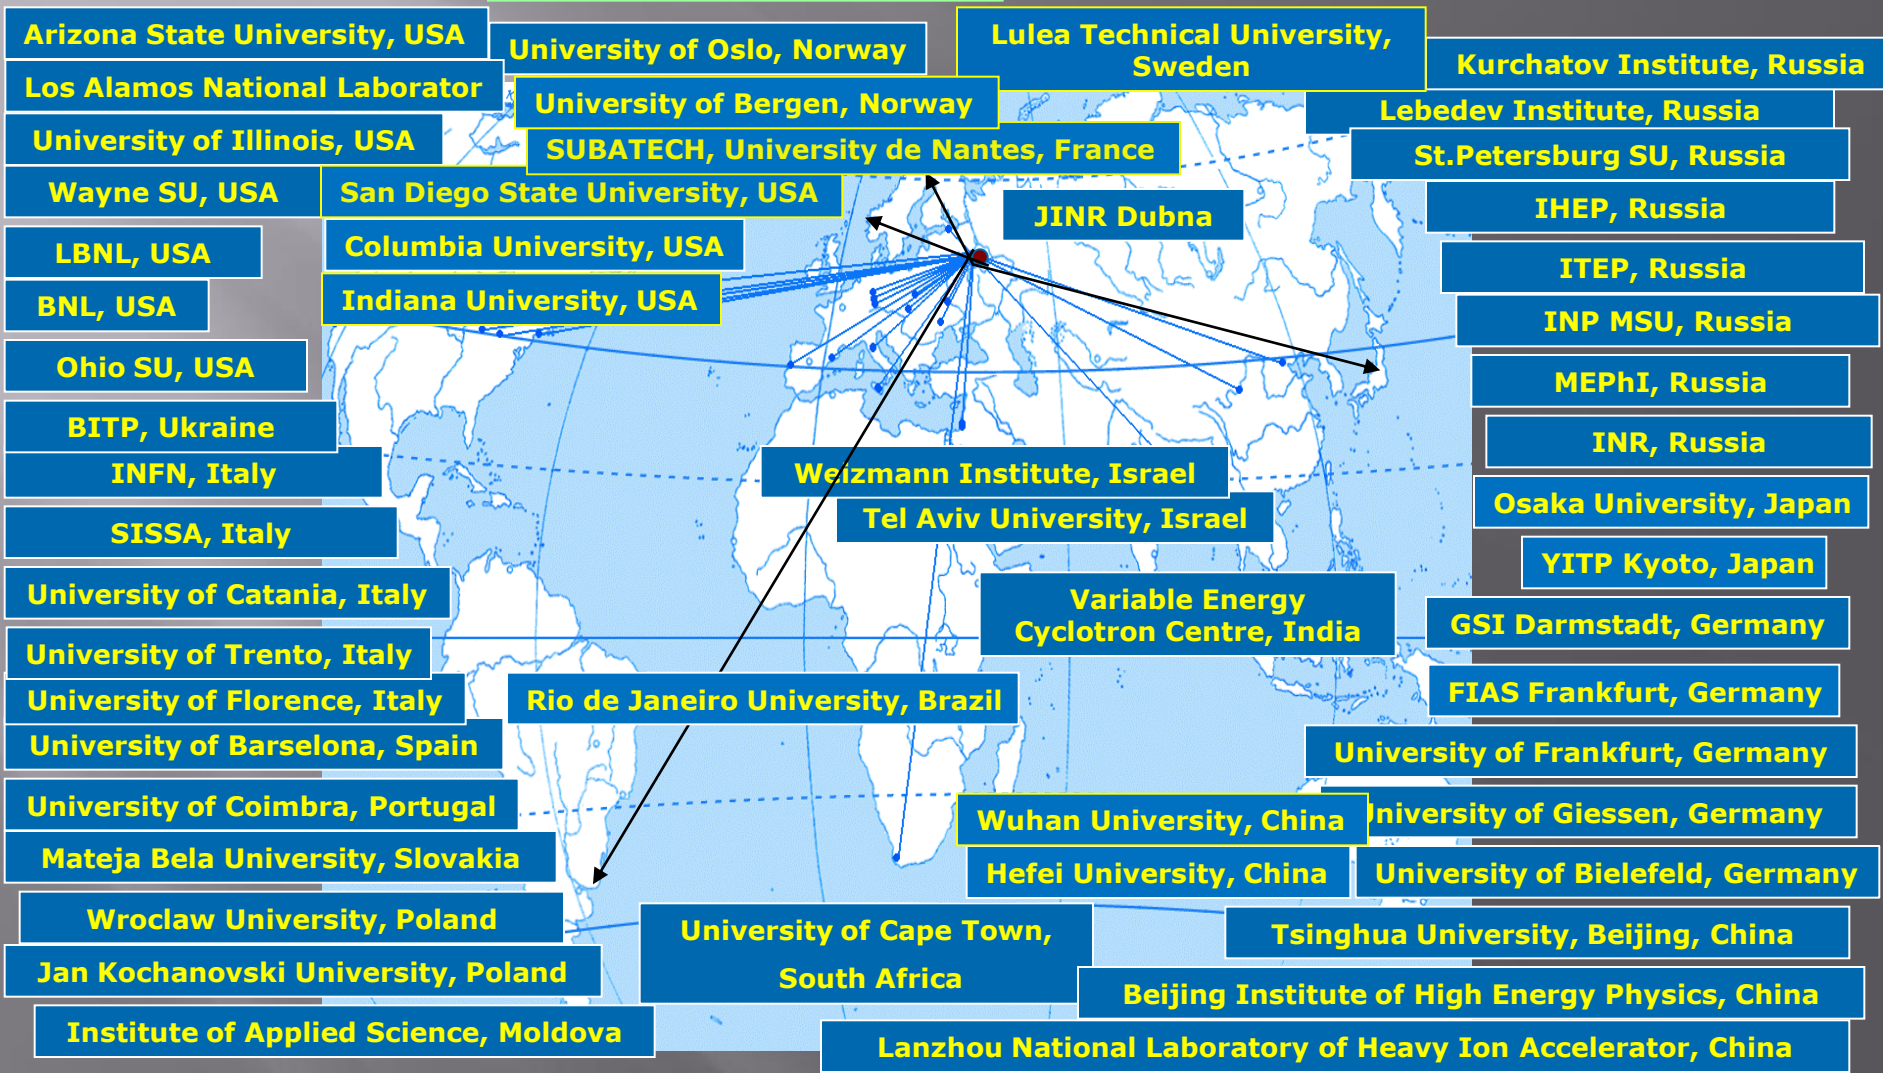 Arizona State University, USA
University of Oslo, Norway
Lulea Technical University,
Sweden
Kurchatov Institute, Russia
Los Alamos National Laborator
University of Bergen, Norway
Lebedev Institute, Russia
University of Illinois, USA
SUBATECH, University de Nantes, France
St.Petersburg SU, Russia
Wayne SU, USA
San Diego State University, USA
JINR Dubna
IHEP, Russia
LBNL, USA
Columbia University, USA
ITEP, Russia
BNL, USA
Indiana University, USA
INP MSU, Russia
Ohio SU, USA
MEPhI, Russia
BITP, Ukraine
INR, Russia
INFN, Italy
Weizmann Institute, Israel
Osaka University, Japan
SISSA, Italy
Tel Aviv University, Israel
YITP Kyoto, Japan
University of Catania, Italy
Variable Energy
Cyclotron Centre, India
GSI Darmstadt, Germany
University of Trento, Italy
University of Florence, Italy
Rio de Janeiro University, Brazil
FIAS Frankfurt, Germany
University of Barselona, Spain
University of Frankfurt, Germany
University of Coimbra, Portugal
Wuhan University, China
University of Giessen, Germany
Mateja Bela University, Slovakia
Hefei University, China
University of Bielefeld, Germany
Wroclaw University, Poland
University of Cape Town,
South Africa
Tsinghua University, Beijing, China
Jan Kochanovski University, Poland
Beijing Institute of High Energy Physics, China
Institute of Applied Science, Moldova
Lanzhou National Laboratory of Heavy Ion Accelerator, China